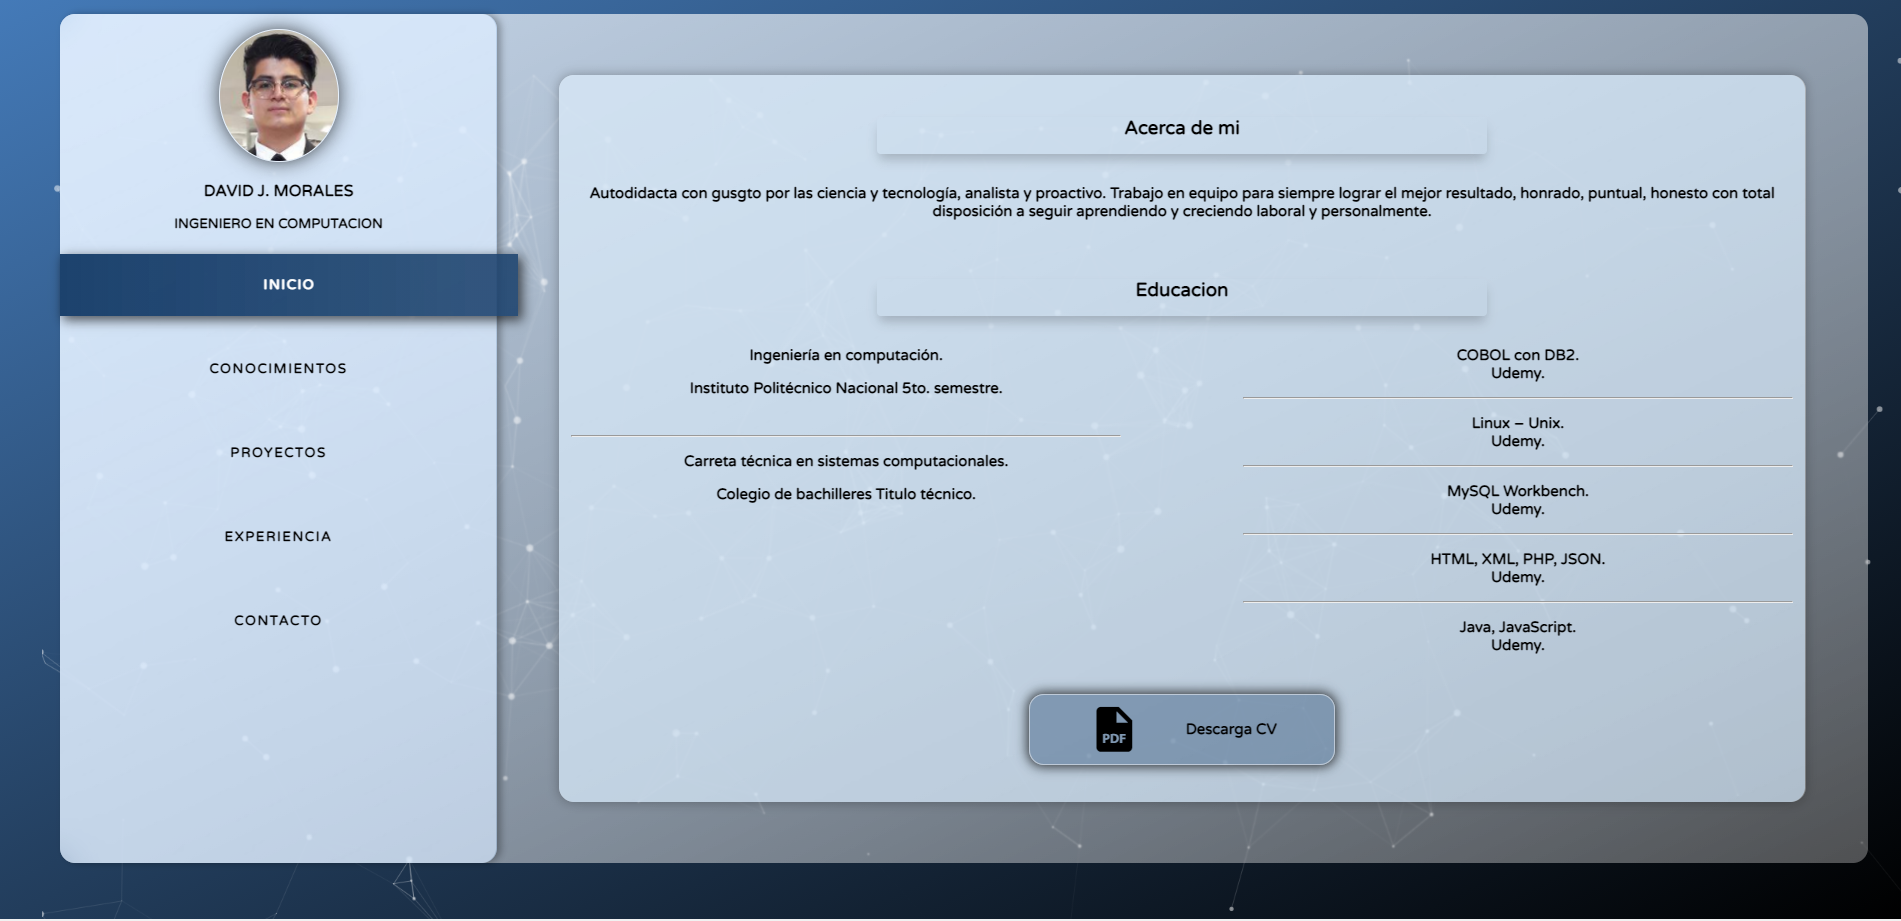 DAVID J. MORALES
INGENIERO EN COMPUTACION
INICIO
CONOCIMIENTOS
PROYECTOS
EXPERIENCIA
CONTACTO
Acerca de mi
Autodidacta con gusgto por las ciencia y tecnología, analista y proactivo. Trabajo en equipo para siempre lograr el mejor resultado, honrado, puntual, honesto con total
disposición a seguir aprendiendo y creciendo laboral y personalmente.
Educacion
Ingeniería en computación.
Instituto Politécnico Nacional 5to. semestre.
Carreta técnica en sistemas computacionales.
Colegio de bachilleres Titulo técnico.
COBOL con DB2.
Udemy.
Linux – Unix.
Udemy.
MySQL Workbench.
Udemy.
HTML, XML, PHP, JSON.
Udemy.
Java, JavaScript.
Udemy.
PDF
Descarga CV